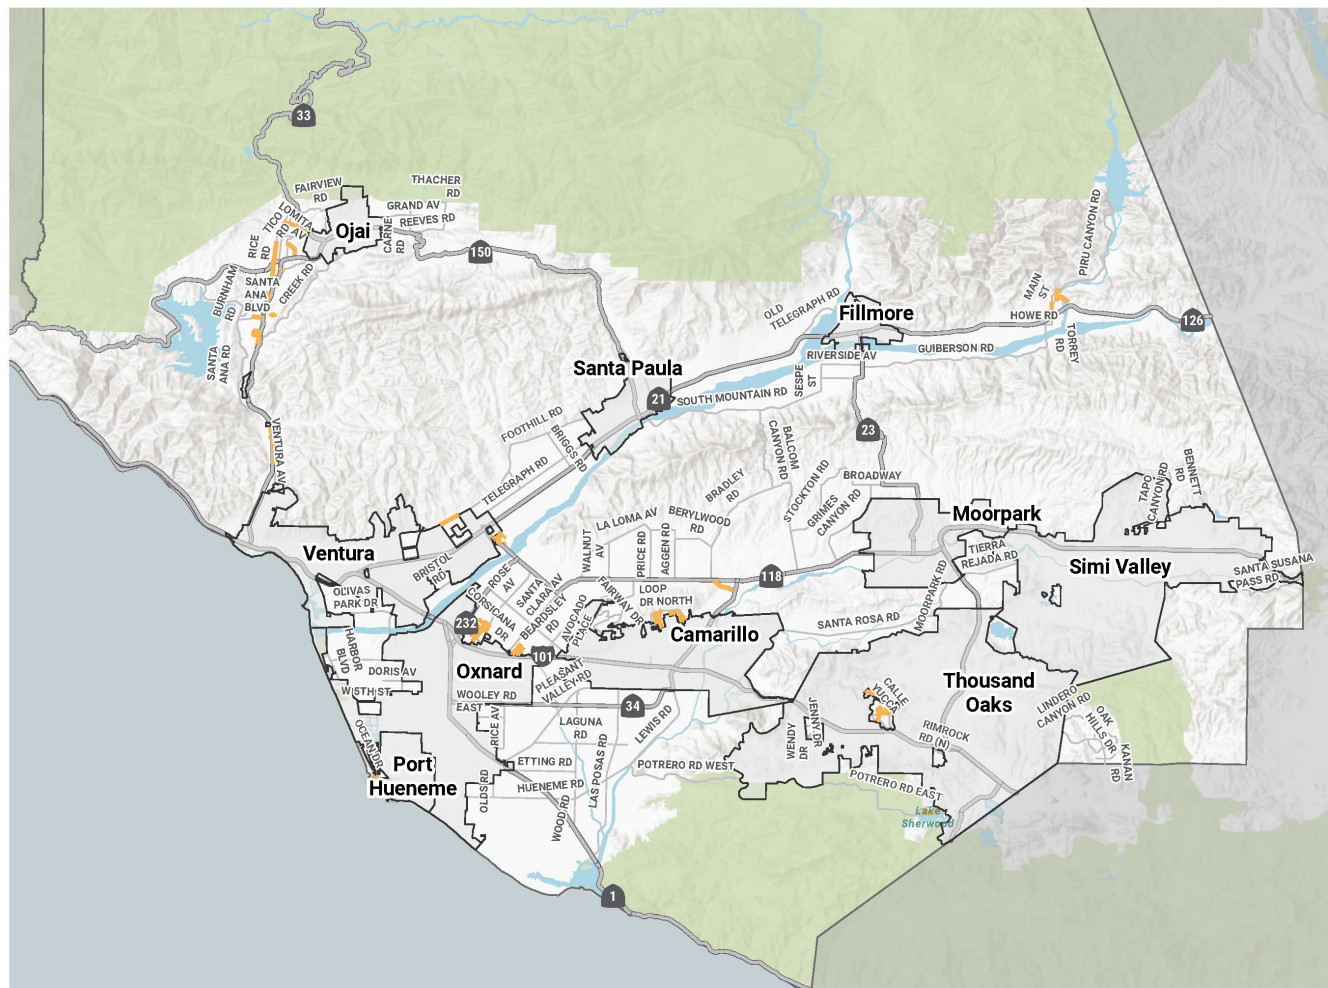 33
FAIRVIEW
RD
THACHER
RD
GRAND AV
REEVES RD
LOMITA
AV
TICO
RD
Ojai
CARNE
RD
RICE
RD
150
BURNHAM
RD
SANTA
ANA
BLVD
CREEK RD
SANTA
ANA RD
PIRU CANYON RD
MAIN
ST
OLD
TELEGRAPH RD
Fillmore
HOWE RD
126
TORREY
RD
RIVERSIDE AV
GUIBERSON RD
Santa Paula
SESPE
ST
21
SOUTH MOUNTAIN RD
FOOTHILL RD
BRIGGS RD
23
VENTURA AV
TELEGRAPH RD
BALCOM
CANYON RD
BRADLEY
RD
STOCKTON RD
BROADWAY
GRIMES
CANYON RD
TAPO
CANYON RD
BENNETT
RD
LA LOMA AV
BERYLWOOD
RD
Moorpark
WALNUT
AV
PRICE RD
AGGEN RD
Ventura
BRISTOL
RD
TIERRA
REJADA RD
Simi Valley
SANTA SUSANA
PASS RD
118
ROSE
AV
SANTA
CLARA AV
OLIVAS
PARK DR
CORSICANA
DR
BEARDSLEY
RD
FAIRWAY DR
LOOP
DR NORTH
AVOCADO
PLACE
MOORPARK RD
232
SANTA ROSA RD
Camarillo
HARBOR
BLVD
101
Oxnard
DORIS AV
PLEASANT
VALLEY RD
W 5TH ST
WOOLEY RD
EAST
CALLE
YUCCA
Thousand
Oaks
LINDERO
CANYON RD
34
RICE AV
LAGUNA
RD
LEWIS RD
JENNY DR
WENDY
DR
RIMROCK
RD (N)
OAK
HILLS DR
KANAN
RD
OCEAN DR
Port
Hueneme
ETTING RD
LAS POSAS RD
POTRERO RD WEST
OLDS RD
HUENEME RD
POTRERO RD EAST
WOOD RD
Lake
Sherwood
1